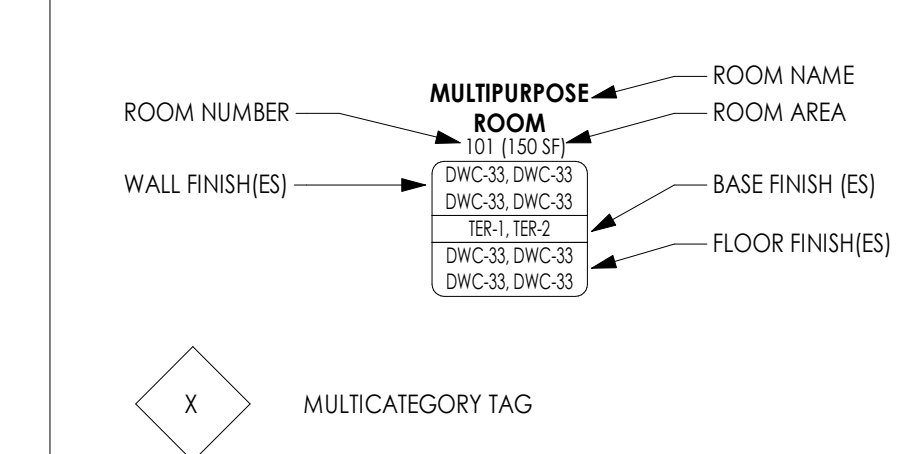 ROOM NAME
MULTIPURPOSE
ROOM NUMBER
ROOM
ROOM AREA
101 (150 SF)
WALL FINISH(ES)
DWC-33, DWC-33
DWC-33, DWC-33
BASE FINISH (ES)
TER-1, TER-2
FLOOR FINISH(ES)
DWC-33, DWC-33
DWC-33, DWC-33
X
MULTICATEGORY TAG